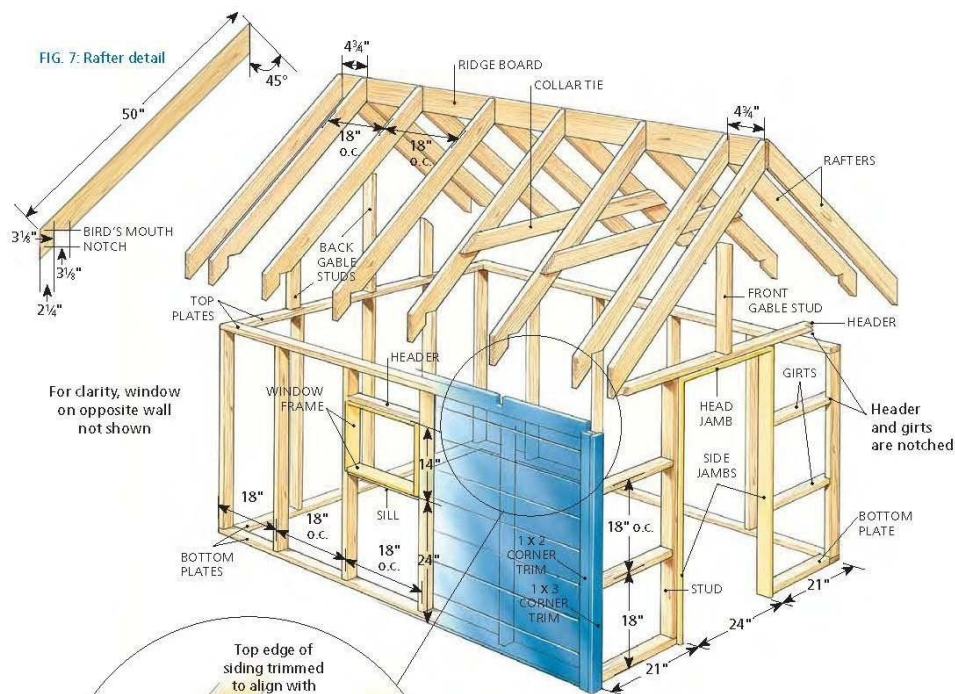 FIG. 7: Rafter detail
4¾"
RIDGE BOARD
COLLAR TIE
45°
50"
4¾"
18"
o.c.
18"
o.c.
RAFTERS
BIRD'S MOUTH
NOTCH
3⅛"
3⅛"
2¼"
BACK
GABLE
STUDS
TOP
PLATES
FRONT
GABLE STUD
HEADER
HEADER
GIRTS
For clarity, window
on opposite wall
not shown
WINDOW
FRAME
HEAD
JAMB
Header
and girts
are notched
14"
SIDE
JAMBS
SILL
18"
18"
o.c.
18"
o.c.
24"
18"
o.c.
BOTTOM
PLATES
1 x 2
CORNER
TRIM
1 x 3
CORNER
TRIM
BOTTOM
PLATE
STUD
18"
21"
24"
21"
Top edge of
siding trimmed
to align with